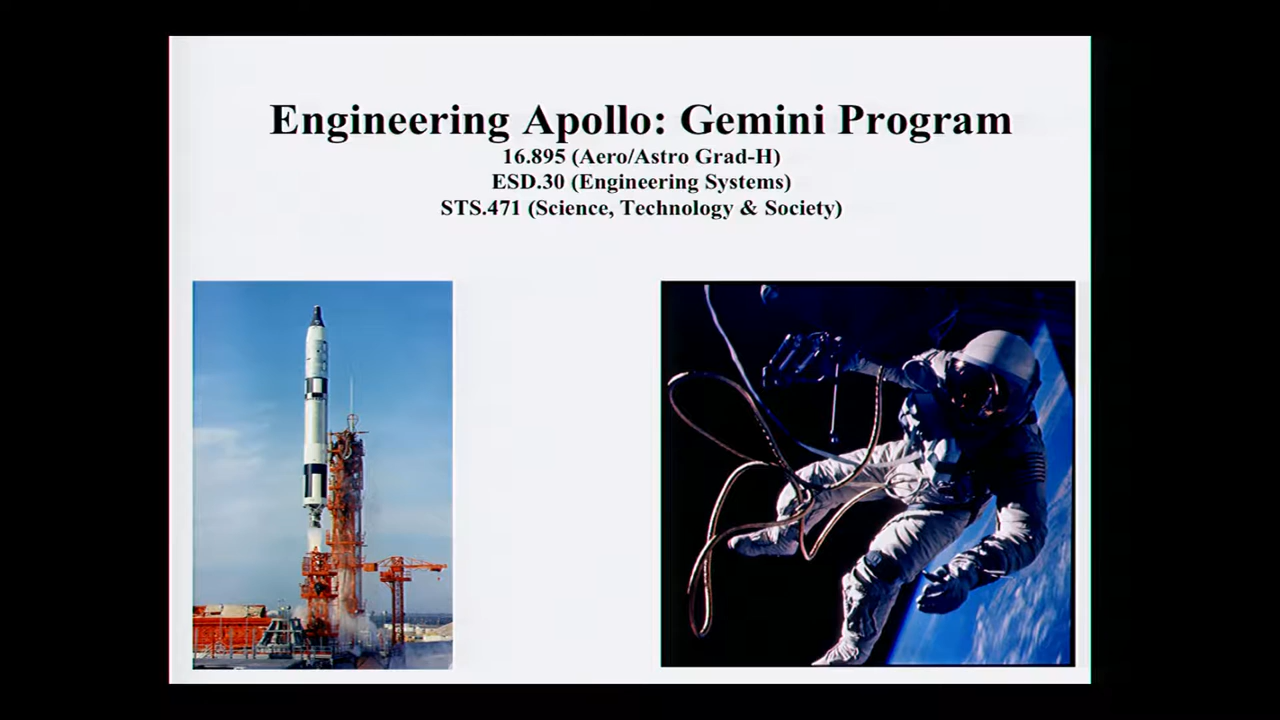 Engineering Apollo: Gemini Program
16.895 (Aero/Astro Grad-H)
ESD.30 (Engineering Systems)
STS.471 (Science, Technology & Society)